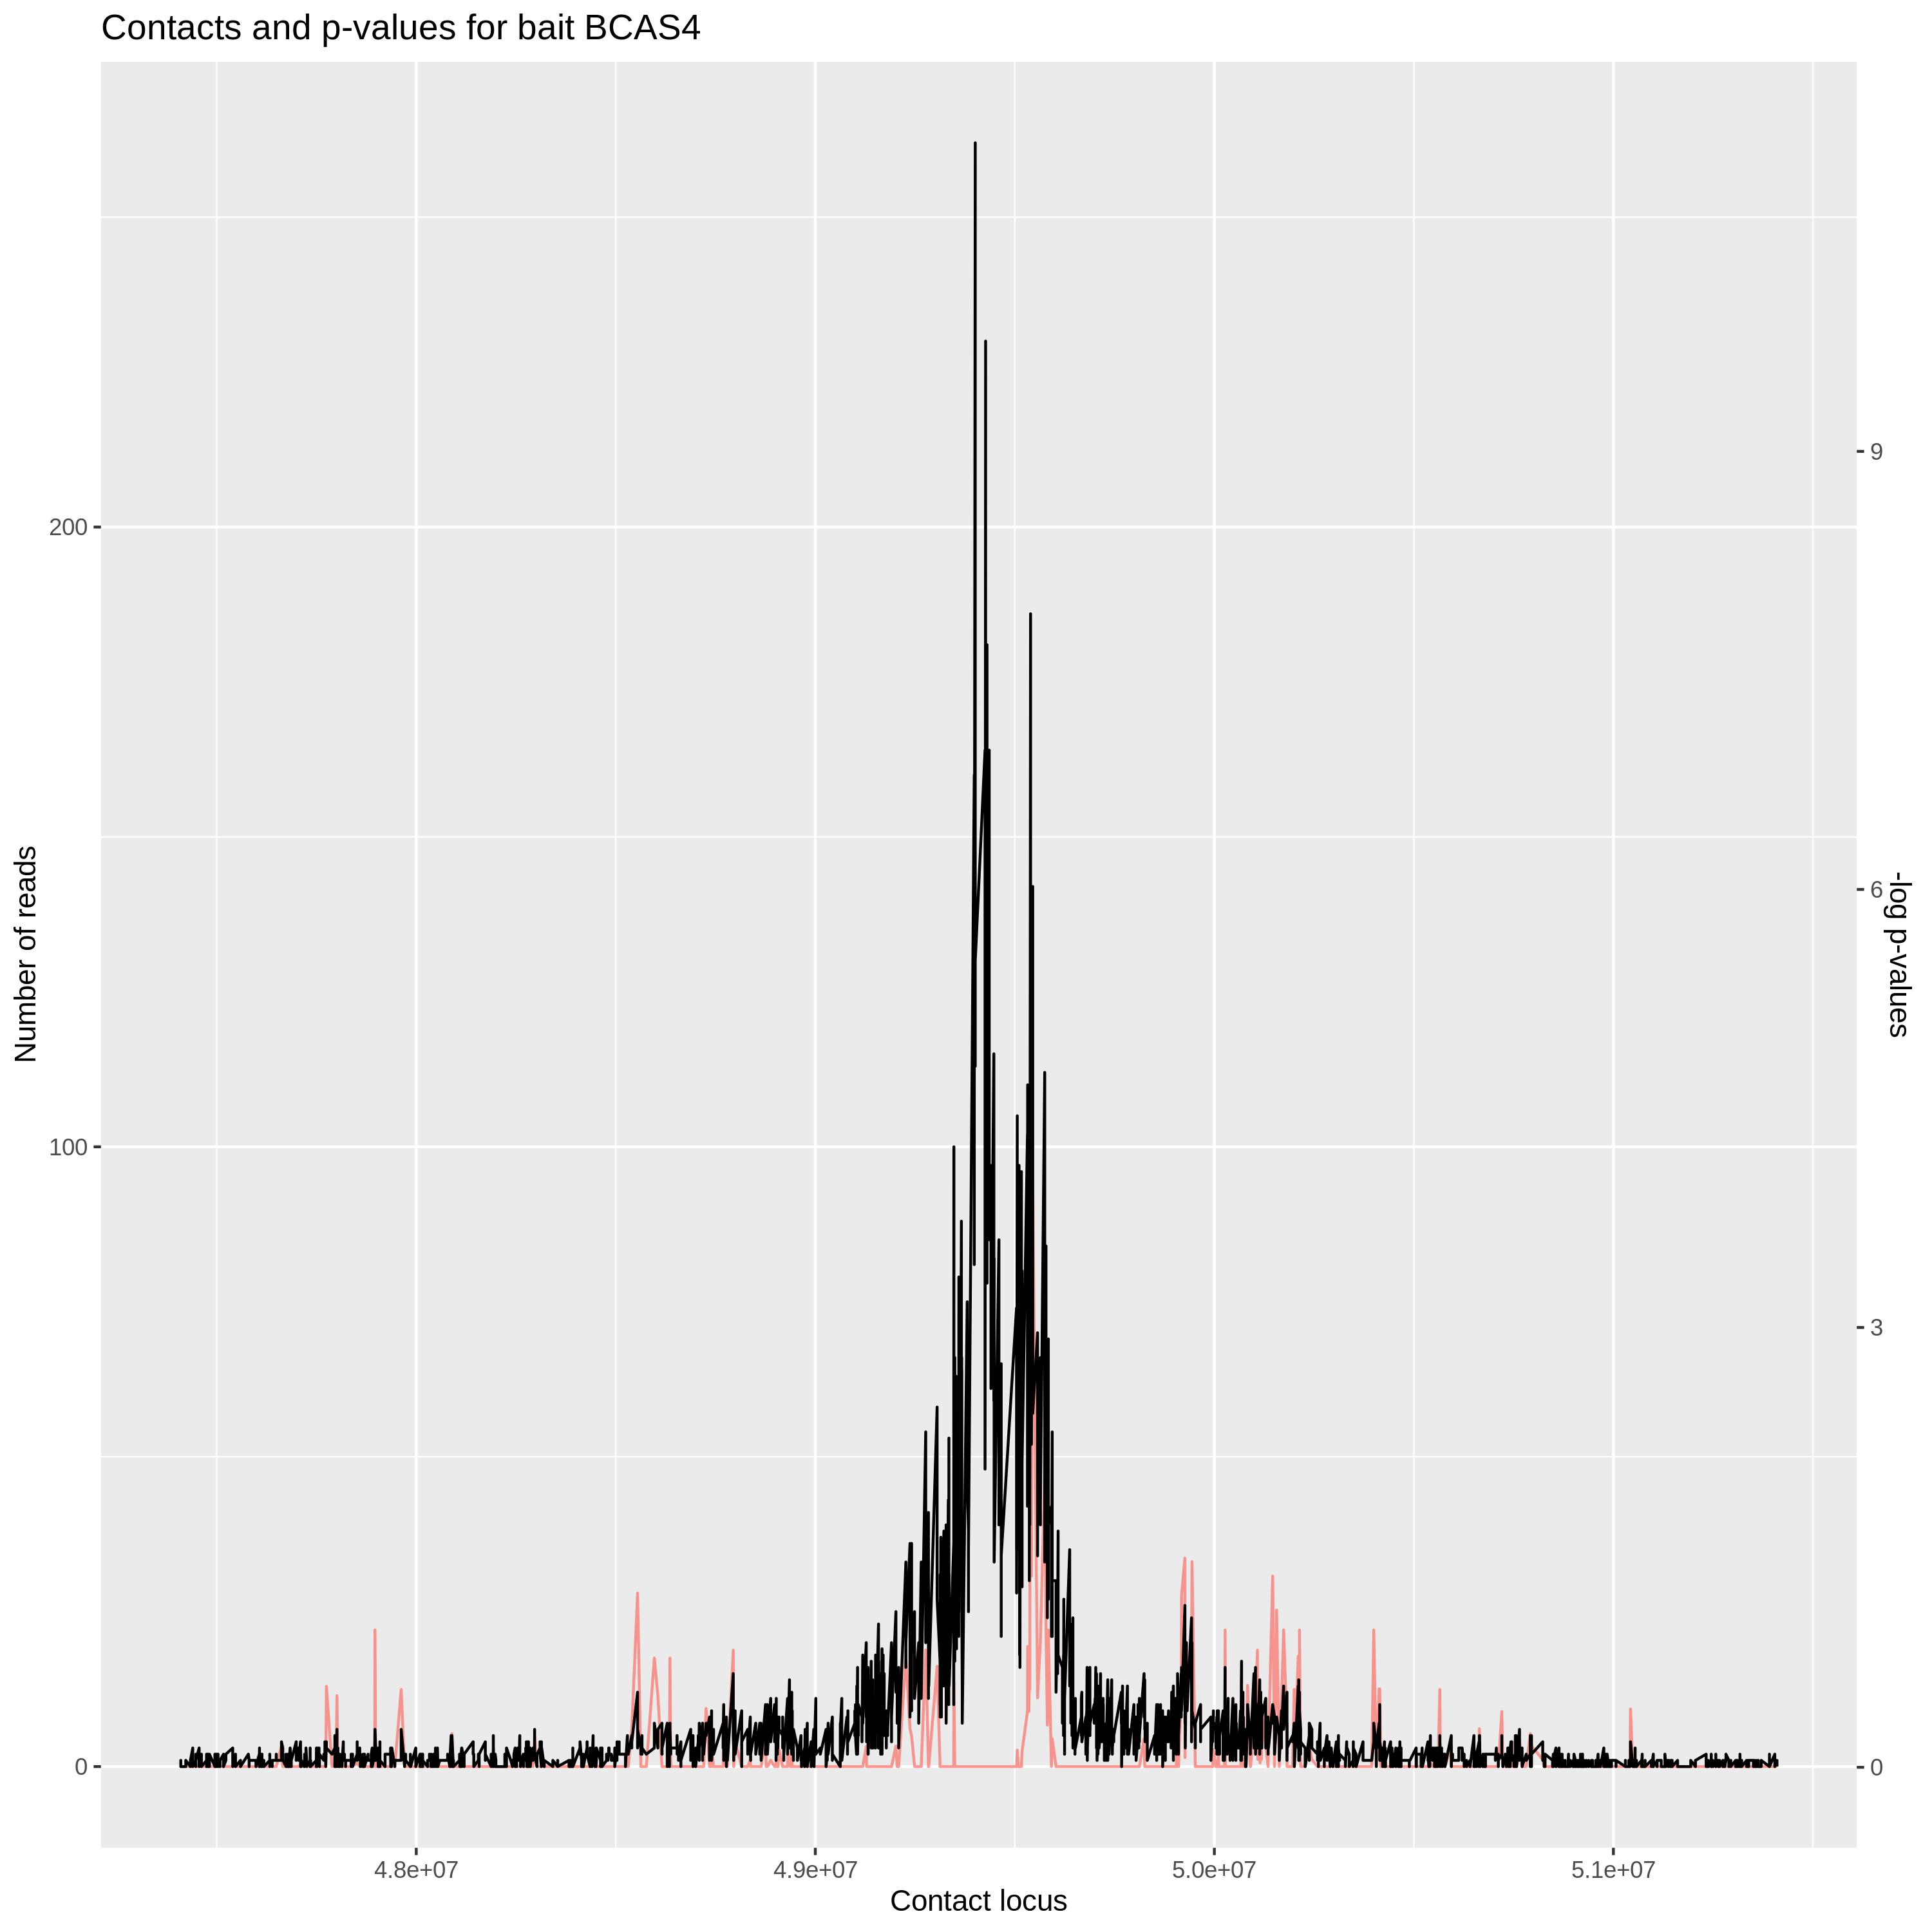 Contacts and p-values for bait BCAS4
Number of reads
200
100
0
9
6
3
0
-log p-values
4.8e+07
4.9e+07
5.0e+07
5.1e+07
Contact locus